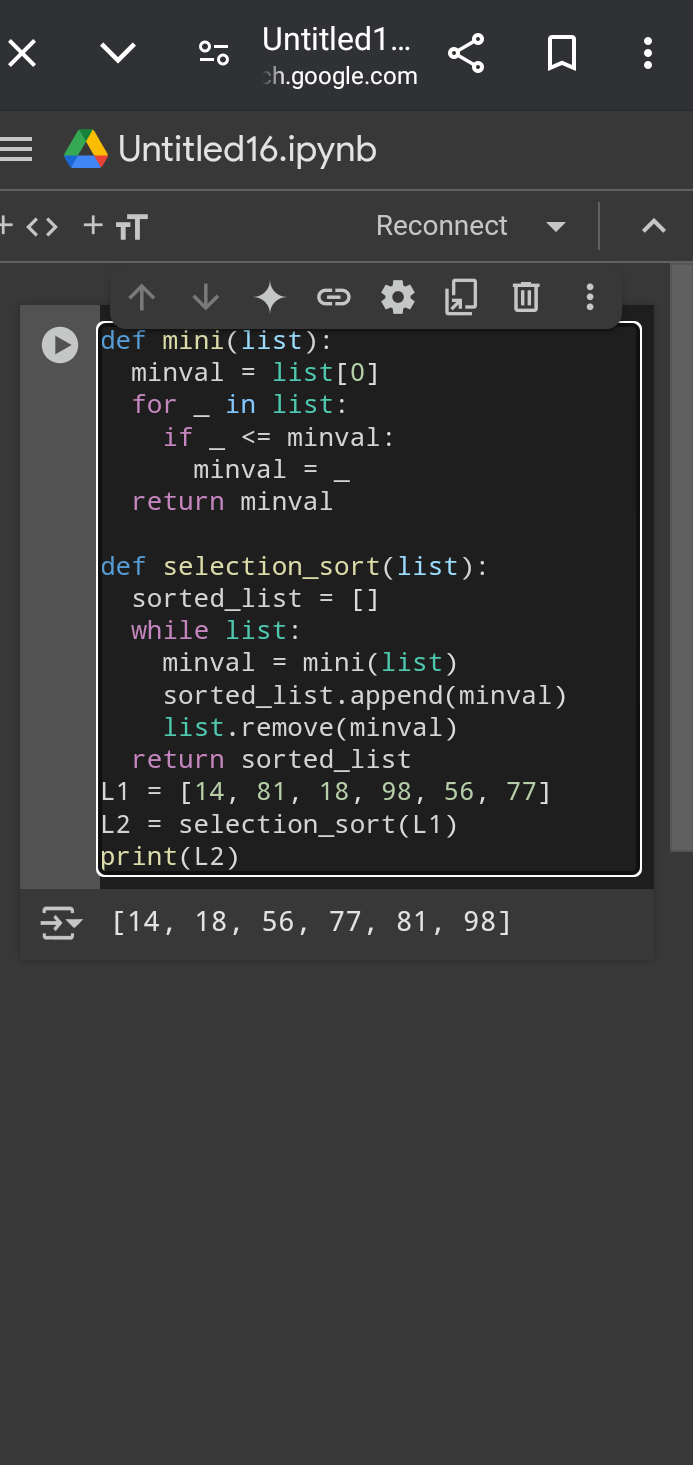 Untitled1...
ch.google.com
Untitled16.ipynb
+ <> + TT Reconnect
def mini(list):
  minval = list[0]
  for _ in list:
    if _ <= minval:
      minval = _
  return minval

def selection_sort(list):
  sorted_list = []
  while list:
    minval = mini(list)
    sorted_list.append(minval)
    list.remove(minval)
  return sorted_list
L1 = [14, 81, 18, 98, 56, 77]
L2 = selection_sort(L1)
print(L2)
[14, 18, 56, 77, 81, 98]